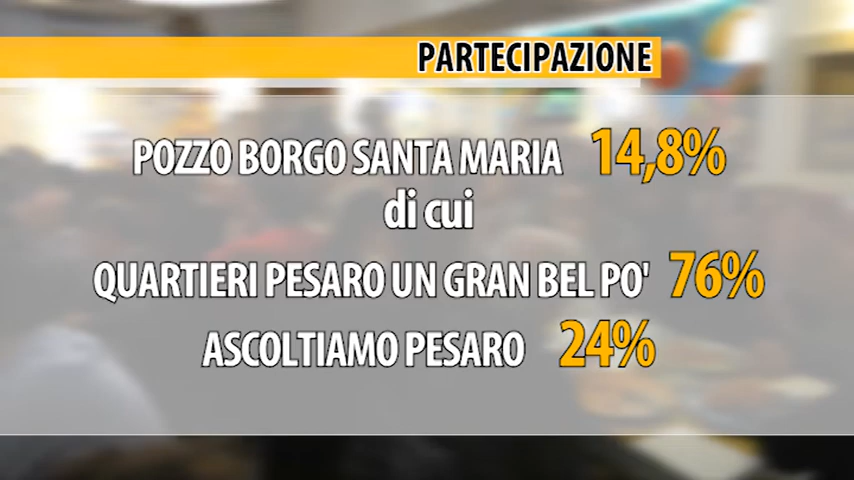 PARTECIPAZIONE
POZZO BORGO SANTA MARIA 14,8%
di cui
QUARTIERI PESARO UN GRAN BEL PO' 76%
ASCOLTIAMO PESARO 24%